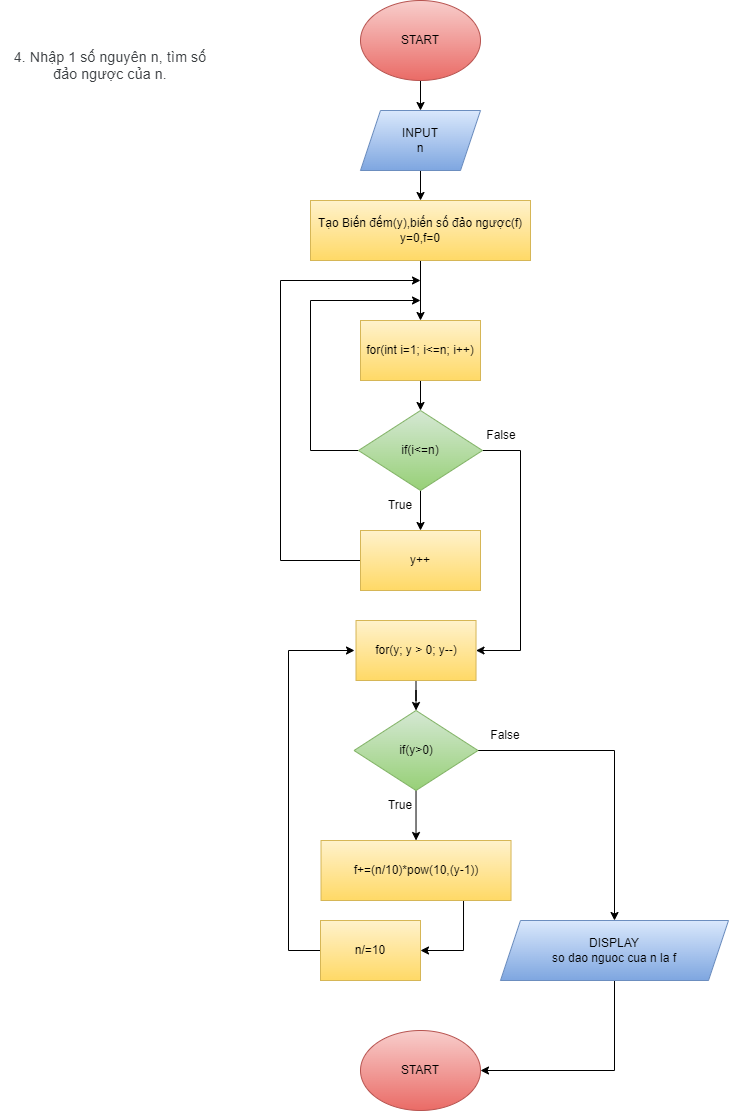 4. Nhập 1 số nguyên n, tìm số
đảo ngược của n.
START
INPUT
n
Tạo Biến đếm(y),biến số đảo ngược(f)
y=0,f=0
for(int i=1; i<=n; i++)
if(i<=n)
False
True
y++
for(y; y > 0; y--)
if(y>0)
False
True
f+=(n/10)*pow(10,(y-1))
n/=10
DISPLAY
so dao nguoc cua n la f
START